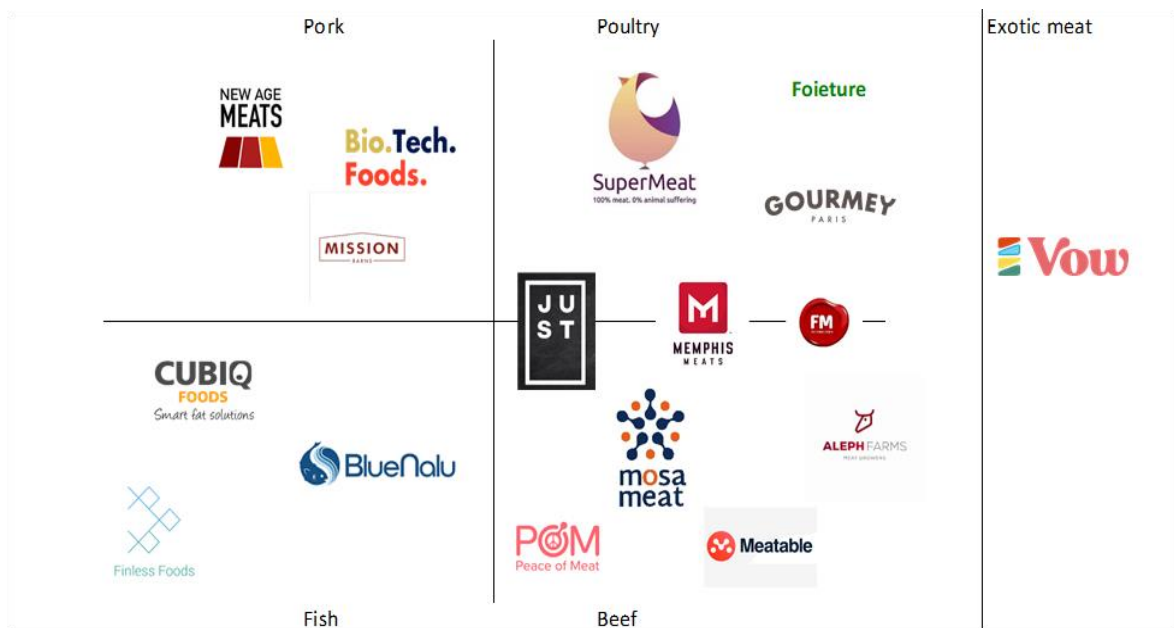 Pork
Poultry
Exotic meat
NEW AGE
MEATS
Bio.Tech.
Foods.
MISSION
BARNS
SuperMeat
100% meat. 0% animal suffering
Foieture
GOURMEY
PARIS
Vow
JU
ST
MEMPHIS
MEATS
FM
CUBIQ
FOODS
Smart fat solutions
BlueNalu
Finless Foods
mosa
meat
ALEPH FARMS
MEAT GROWERS
POM
Peace of Meat
Meatable
Fish
Beef